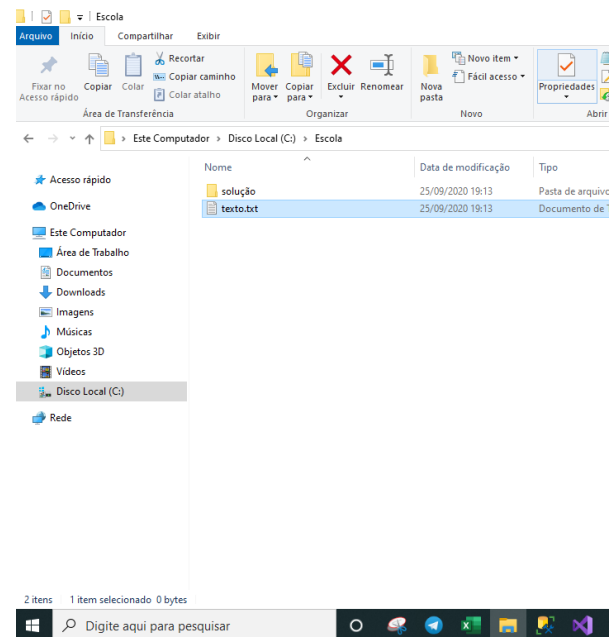 Escola
Arquivo Início Compartilhar Exibir
Fixar no Acesso rápido
Copiar
Colar
Recortar
Copiar caminho
Colar atalho
Área de Transferência
Mover para
Copiar para
Excluir
Renomear
Organizar
Nova pasta
Novo item
Fácil acesso
Novo
Propriedades
Abrir
Este Computador > Disco Local (C:) > Escola
Nome Data de modificação Tipo
solução 25/09/2020 19:13 Pasta de arquivo
texto.txt 25/09/2020 19:13 Documento de T
Acesso rápido
OneDrive
Este Computador
Área de Trabalho
Documentos
Downloads
Imagens
Músicas
Objetos 3D
Vídeos
Disco Local (C:)
Rede
2 itens 1 item selecionado 0 bytes
Digite aqui para pesquisar